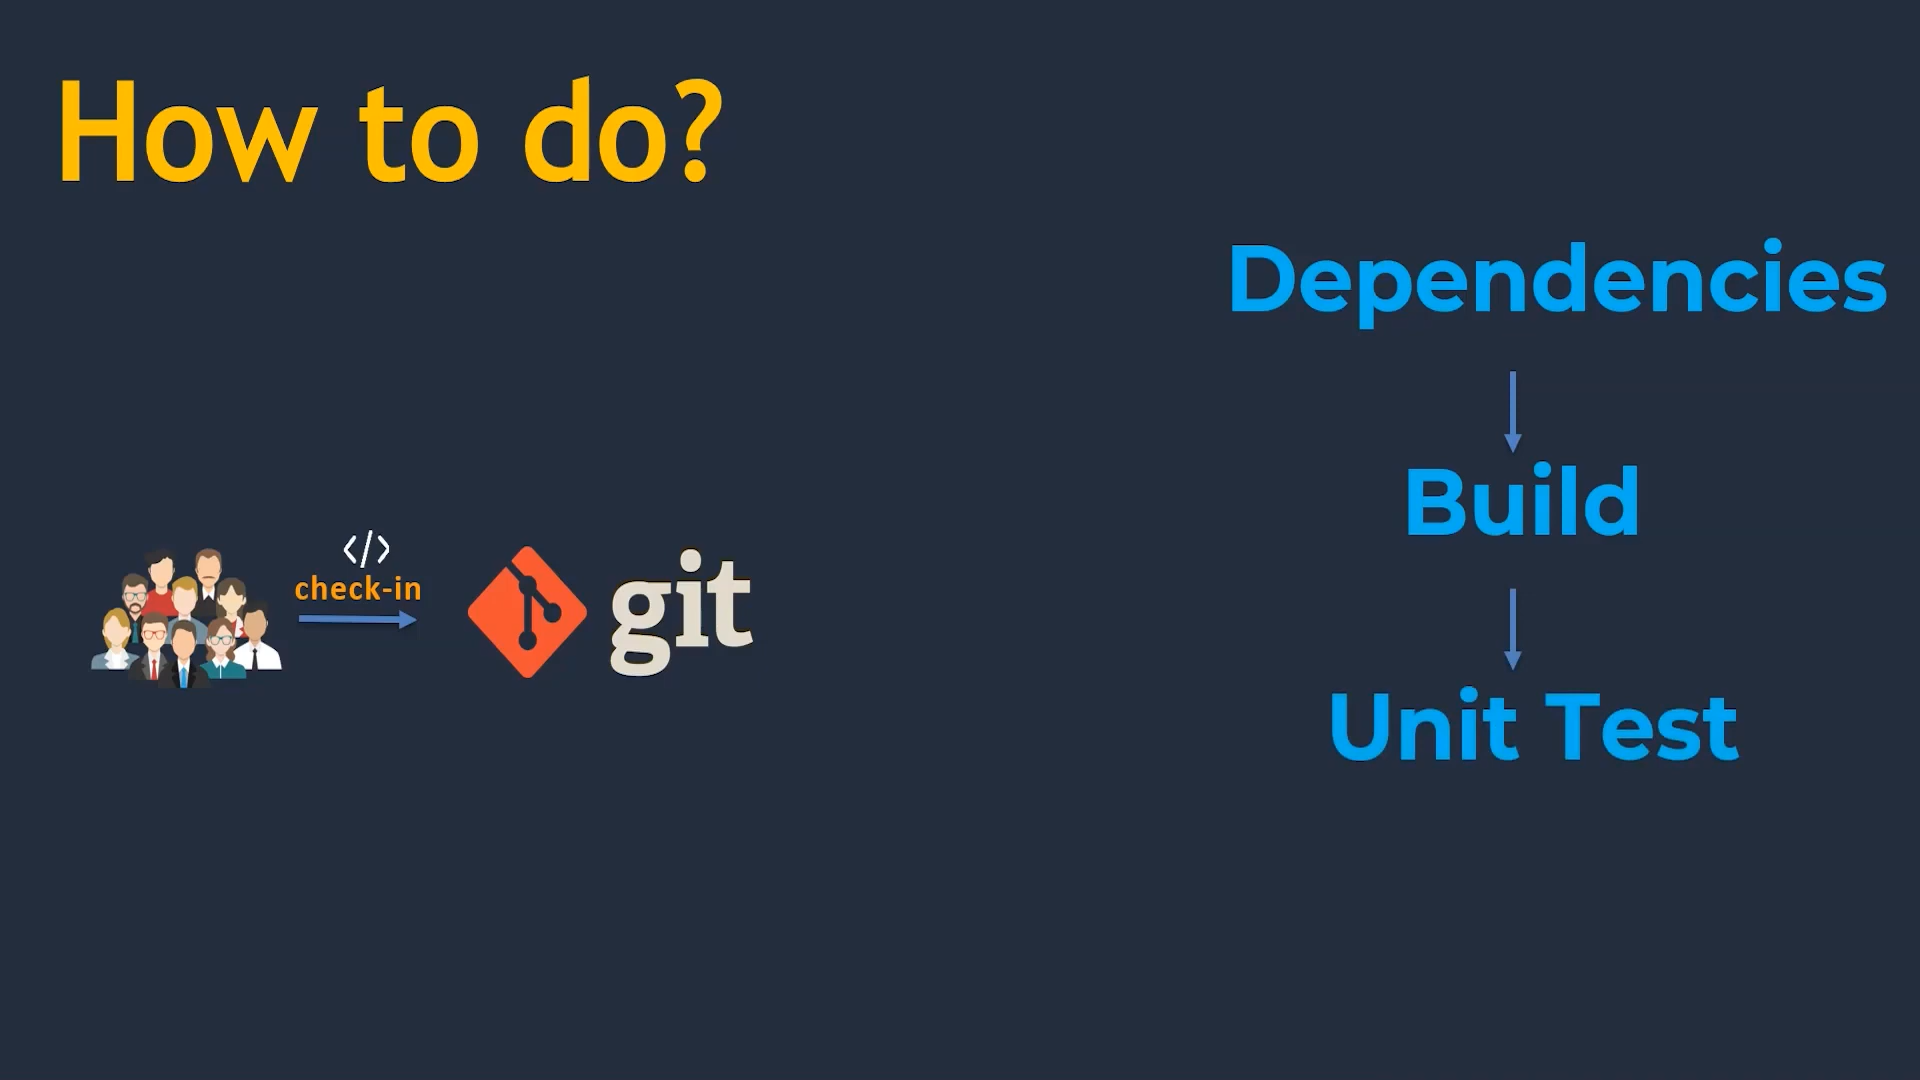 How to do?
Dependencies
Build
</>
check-in
git
Unit Test